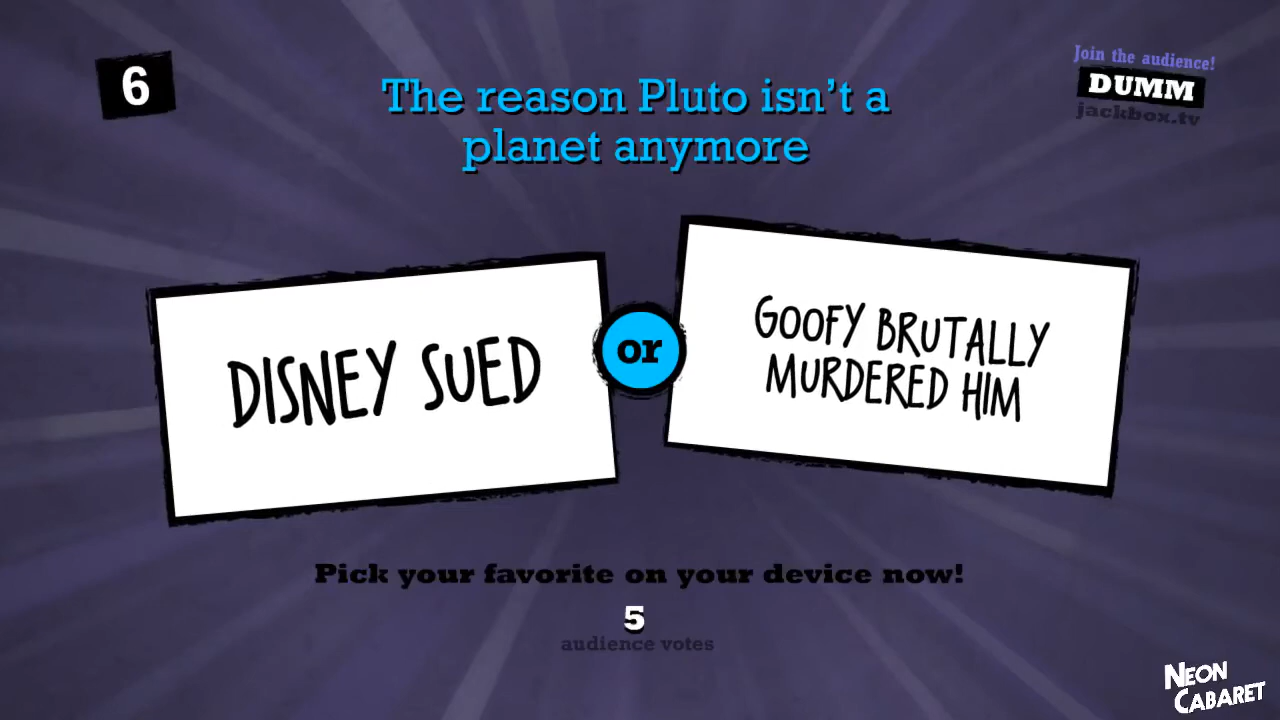 6
Join the audience!
DUMM
jackbox.tv
The reason Pluto isn't a
planet anymore
DISNEY SUED
or
GOOFY BRUTALLY
MURDERED HIM
Pick your favorite on your device now!
5
audience votes
NEON
CABARET